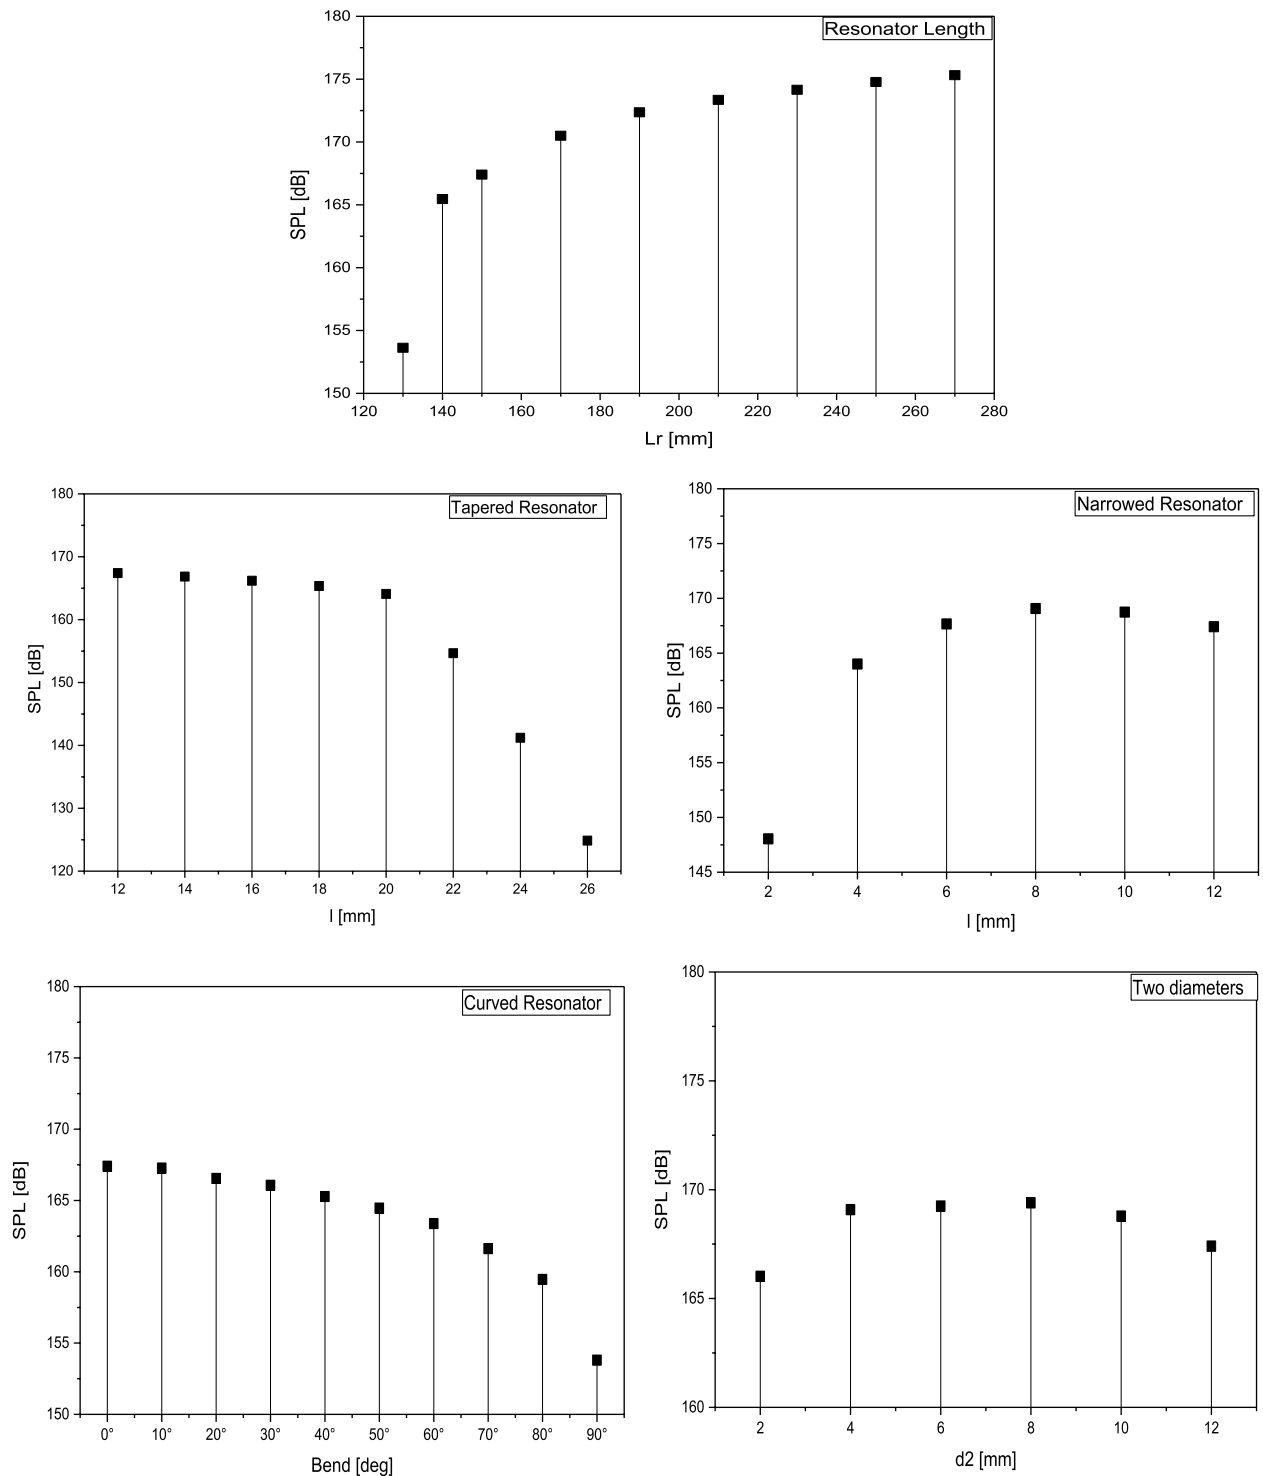 Resonator Length
180
175
170
165
160
155
150
SPL [dB]
120 140 160 180 200 220 240 260 280
Lr [mm]
Tapered Resonator
180
170
160
150
140
130
120
SPL [dB]
12 14 16 18 20 22 24 26
l [mm]
Narrowed Resonator
180
175
170
165
160
155
150
145
SPL [dB]
2 4 6 8 10 12
l [mm]
Curved Resonator
180
175
170
165
160
155
150
SPL [dB]
0° 10° 20° 30° 40° 50° 60° 70° 80° 90°
Bend [deg]
Two diameters
180
175
170
165
160
SPL [dB]
2 4 6 8 10 12
d2 [mm]